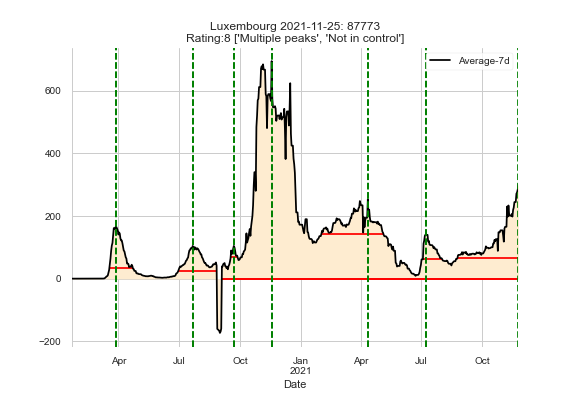 Luxembourg 2021-11-25: 87773
Rating:8 ['Multiple peaks', 'Not in control']
Average-7d
600
400
200
0
−200
Apr
Jul
Oct
Jan
2021
Apr
Jul
Oct
Date